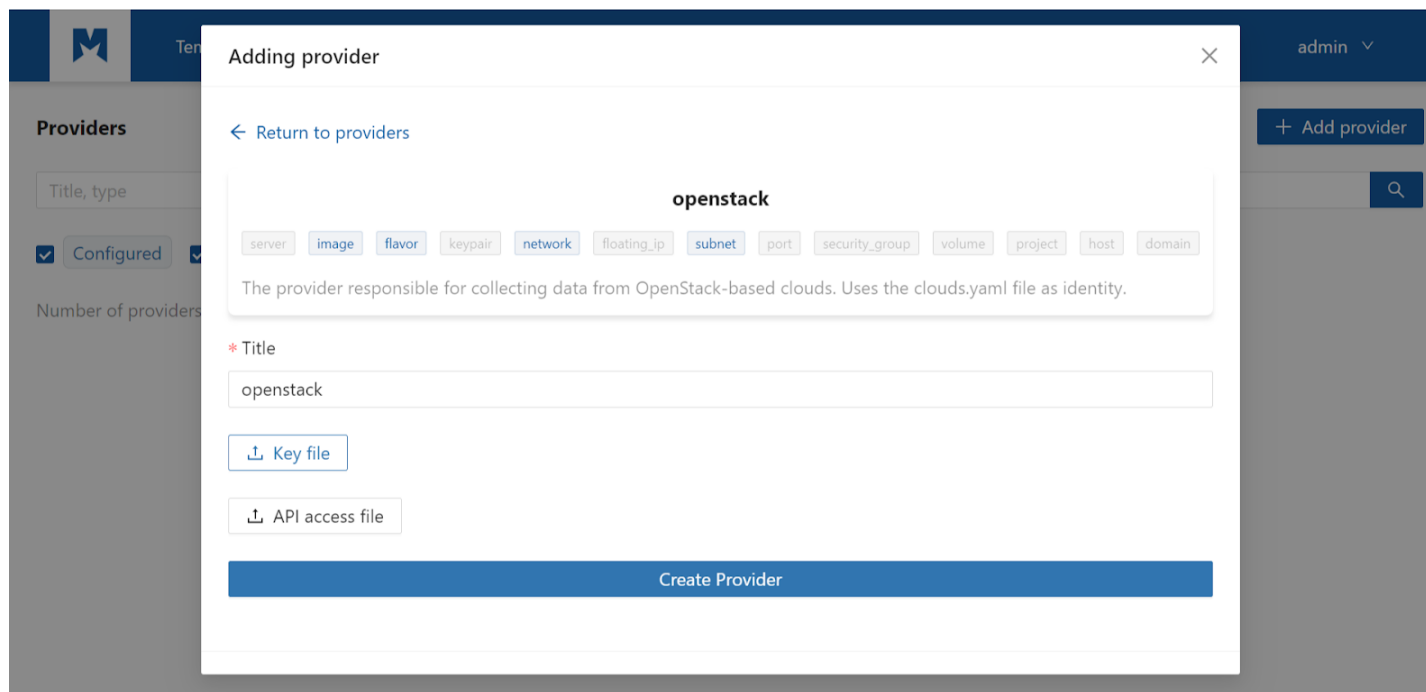 Adding provider
admin
Providers
← Return to providers
+ Add provider
openstack
Title, type
server image flavor keypair network floating_ip subnet port security_group volume project host domain
Configured
The provider responsible for collecting data from OpenStack-based clouds. Uses the clouds.yaml file as identity.
Number of providers
* Title
openstack
Key file
API access file
Create Provider